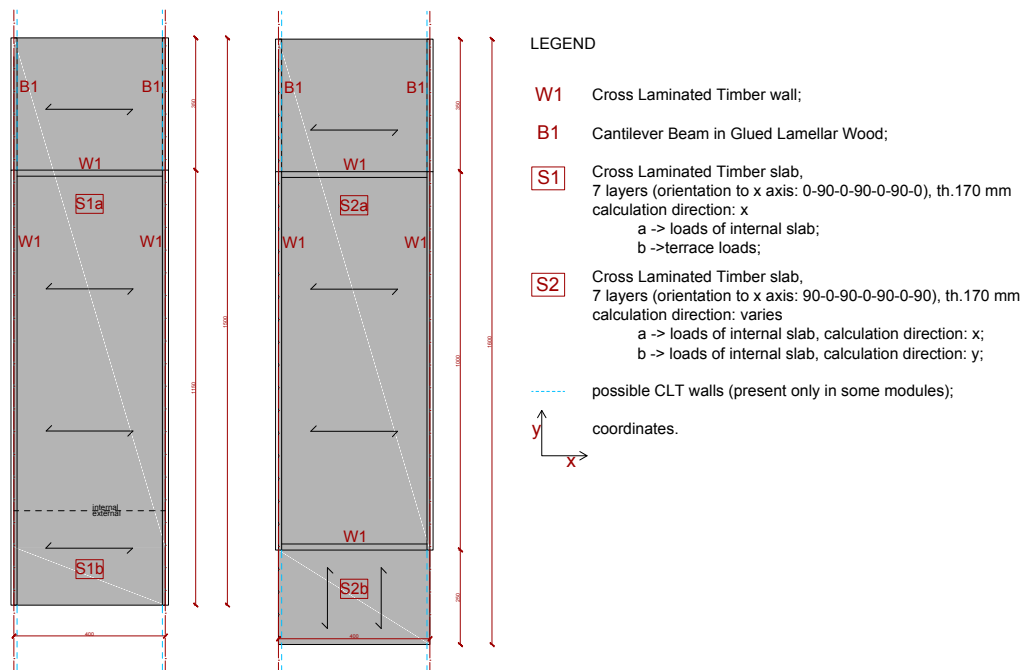 B1
B1
350
W1
S1a
W1
W1
1500
1150
internal
external
S1b
400
B1
B1
350
W1
S2a
W1
W1
1000
W1
S2b
250
400
LEGEND
W1 Cross Laminated Timber wall;
B1 Cantilever Beam in Glued Lamellar Wood;
S1 Cross Laminated Timber slab,
7 layers (orientation to x axis: 0-90-0-90-0-90-0), th.170 mm
calculation direction: x
a -> loads of internal slab;
b ->terrace loads;
S2 Cross Laminated Timber slab,
7 layers (orientation to x axis: 90-0-90-0-90-0-90), th.170 mm
calculation direction: varies
a -> loads of internal slab, calculation direction: x;
b -> loads of internal slab, calculation direction: y;
possible CLT walls (present only in some modules);
y
coordinates.
x